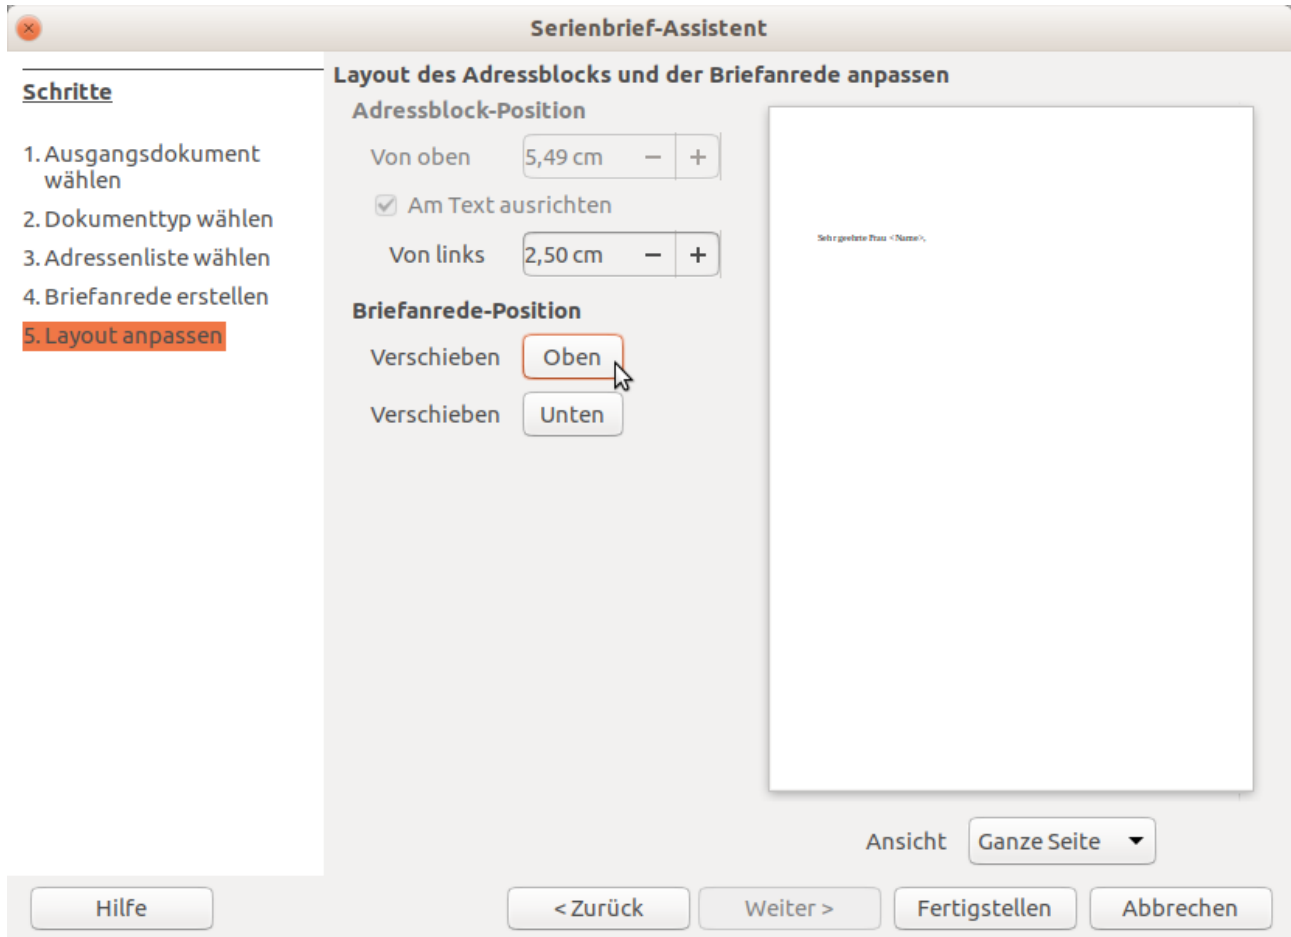 Serienbrief-Assistent
Schritte
1. Ausgangsdokument
wählen
2. Dokumenttyp wählen
3. Adressenliste wählen
4. Briefanrede erstellen
5. Layout anpassen
Layout des Adressblocks und der Briefanrede anpassen
Adressblock-Position
Von oben 5,49 cm − +
Am Text ausrichten
Von links 2,50 cm − +
Briefanrede-Position
Verschieben Oben
Verschieben Unten
Sehr geehrte Frau <Name>,
Ansicht Ganze Seite
Hilfe < Zurück Weiter > Fertigstellen Abbrechen